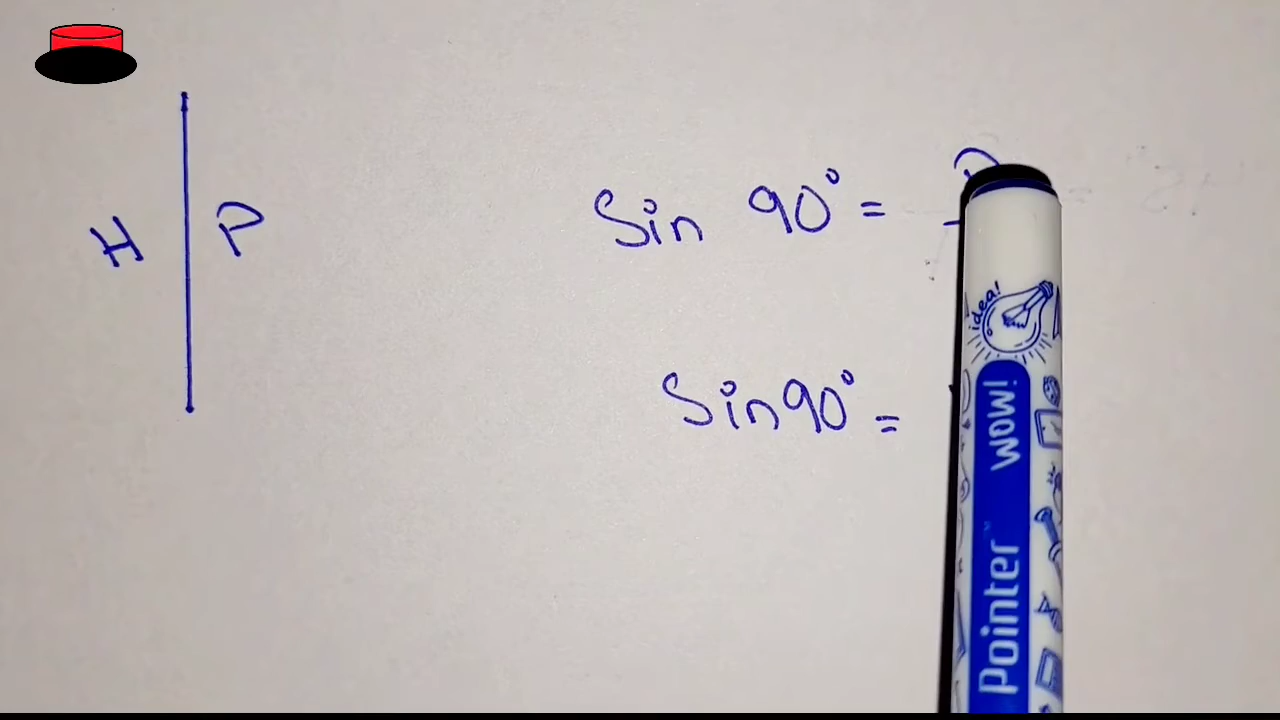 H P
Sin 90° = P
Sin90° =
idea!
WOW!
Pointer